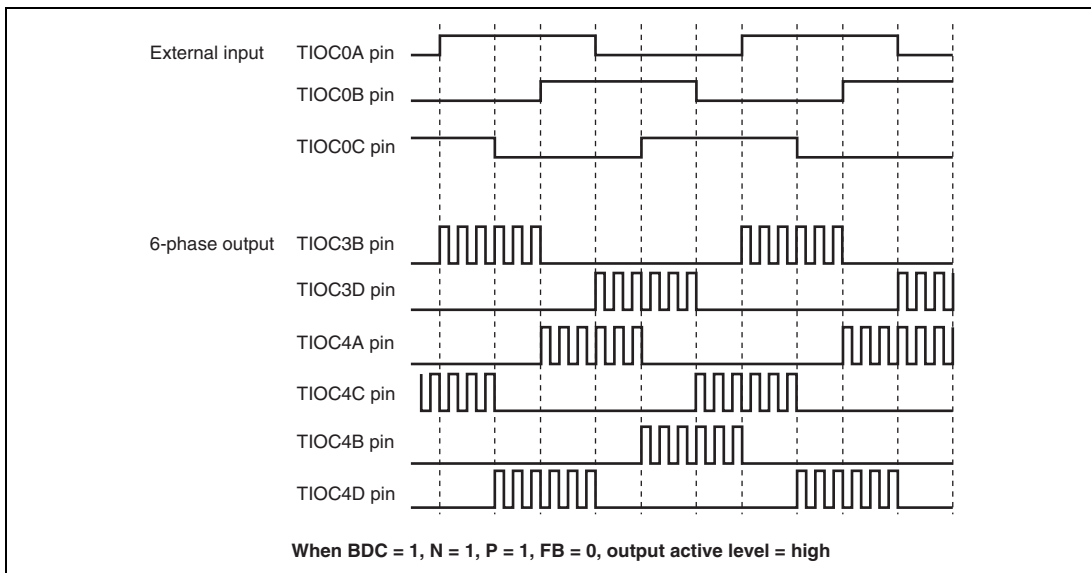 External input TIOC0A pin
TIOC0B pin
TIOC0C pin
6-phase output TIOC3B pin
TIOC3D pin
TIOC4A pin
TIOC4C pin
TIOC4B pin
TIOC4D pin
When BDC = 1, N = 1, P = 1, FB = 0, output active level = high